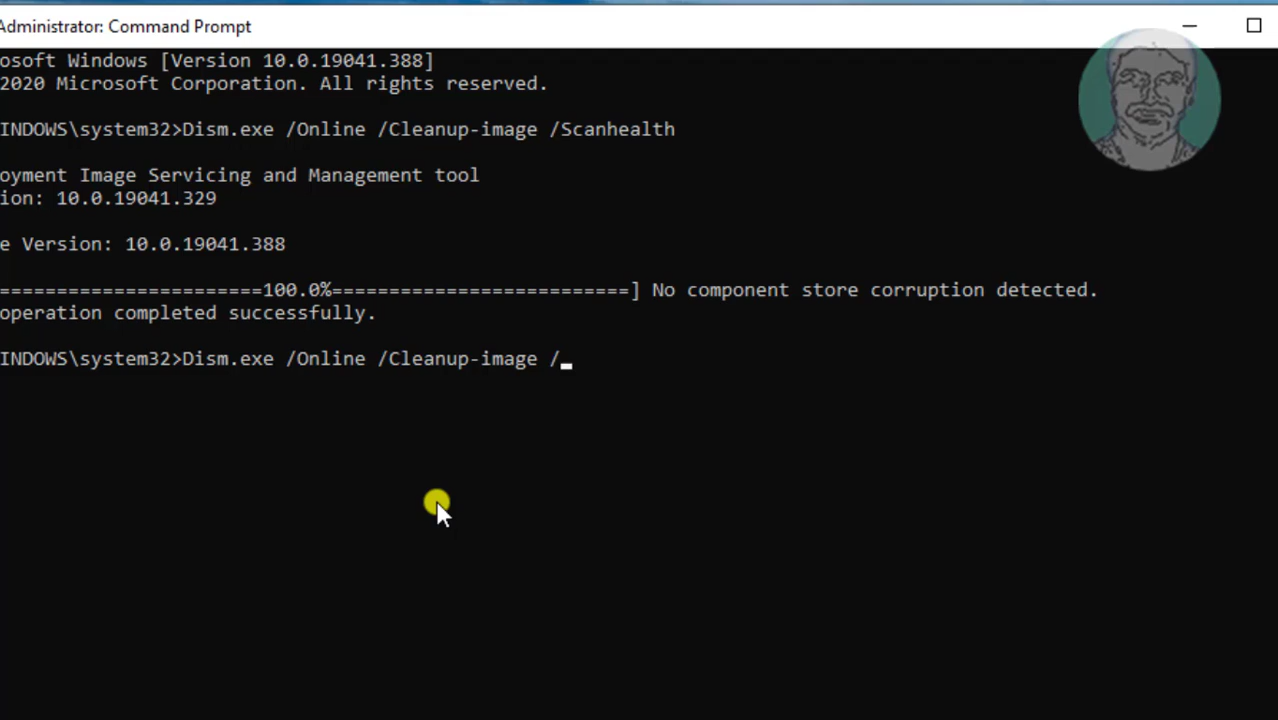 Administrator: Command Prompt
osoft Windows [Version 10.0.19041.388]
2020 Microsoft Corporation. All rights reserved.
INDOWS\system32>Dism.exe /Online /Cleanup-image /Scanhealth
oyment Image Servicing and Management tool
ion: 10.0.19041.329
e Version: 10.0.19041.388
=======================100.0%==========================] No component store corruption detected.
operation completed successfully.
INDOWS\system32>Dism.exe /Online /Cleanup-image /_